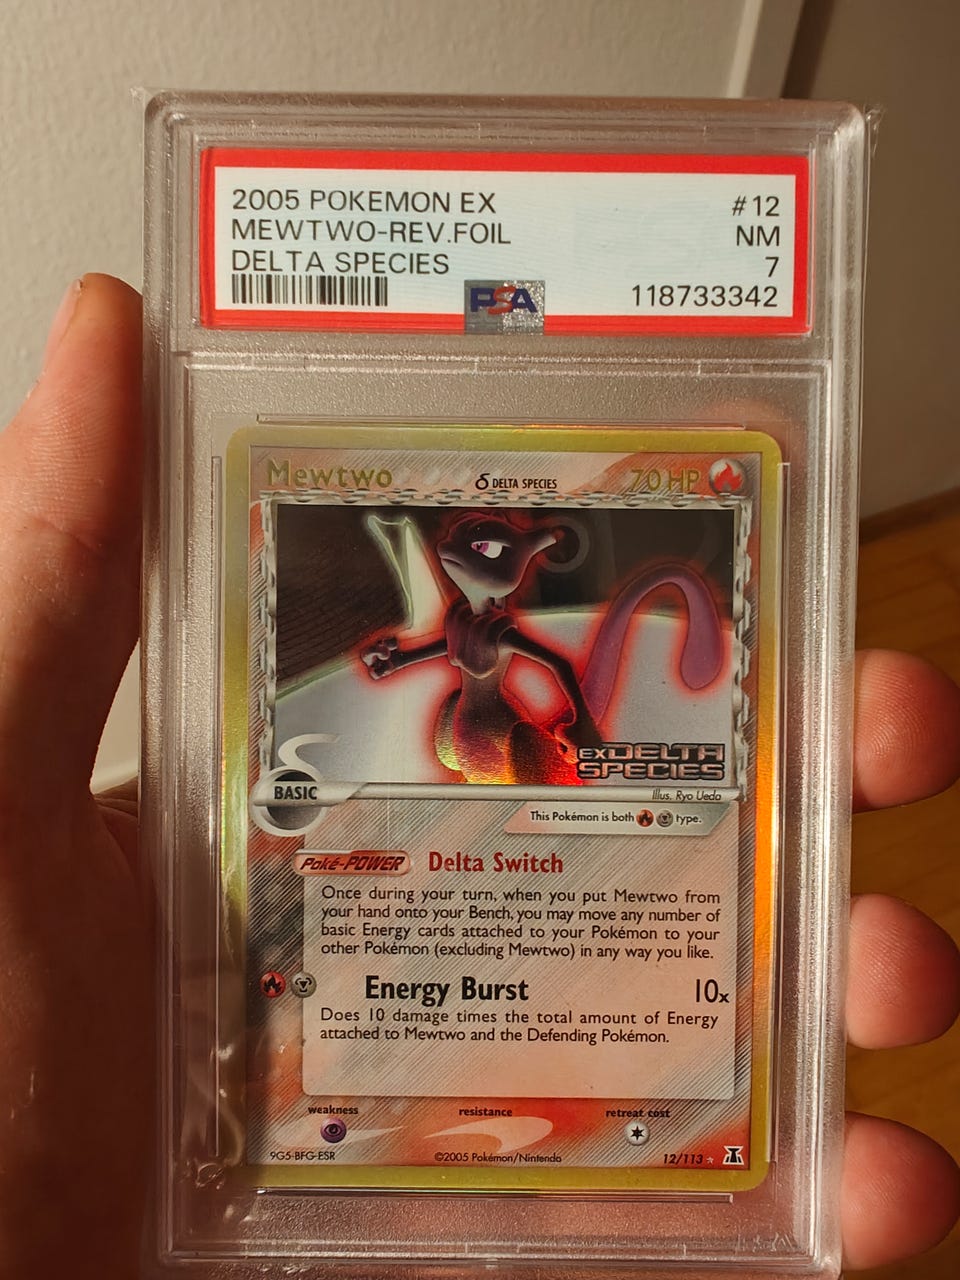 2005 POKEMON EX #12
MEWTWO-REV.FOIL NM
DELTA SPECIES 7
PSA 118733342
Mewtwo δ DELTA SPECIES 70 HP
EX DELTA
SPECIES
BASIC
Illus. Ryo Ueda
This Pokémon is both type.
Poké-POWER Delta Switch
Once during your turn, when you put Mewtwo from
your hand onto your Bench, you may move any number of
basic Energy cards attached to your Pokémon to your
other Pokémon (excluding Mewtwo) in any way you like.
Energy Burst 10x
Does 10 damage times the total amount of Energy
attached to Mewtwo and the Defending Pokémon.
weakness resistance retreat cost
9G5-BFG-ESR ©2005 Pokémon/Nintendo 12/113